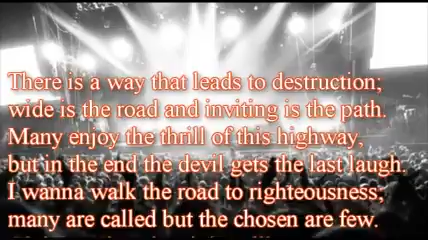 There is a way that leads to destruction;
wide is the road and inviting is the path.
Many enjoy the thrill of this highway,
but in the end the devil gets the last laugh.
I wanna walk the road to righteousness;
many are called but the chosen are few.